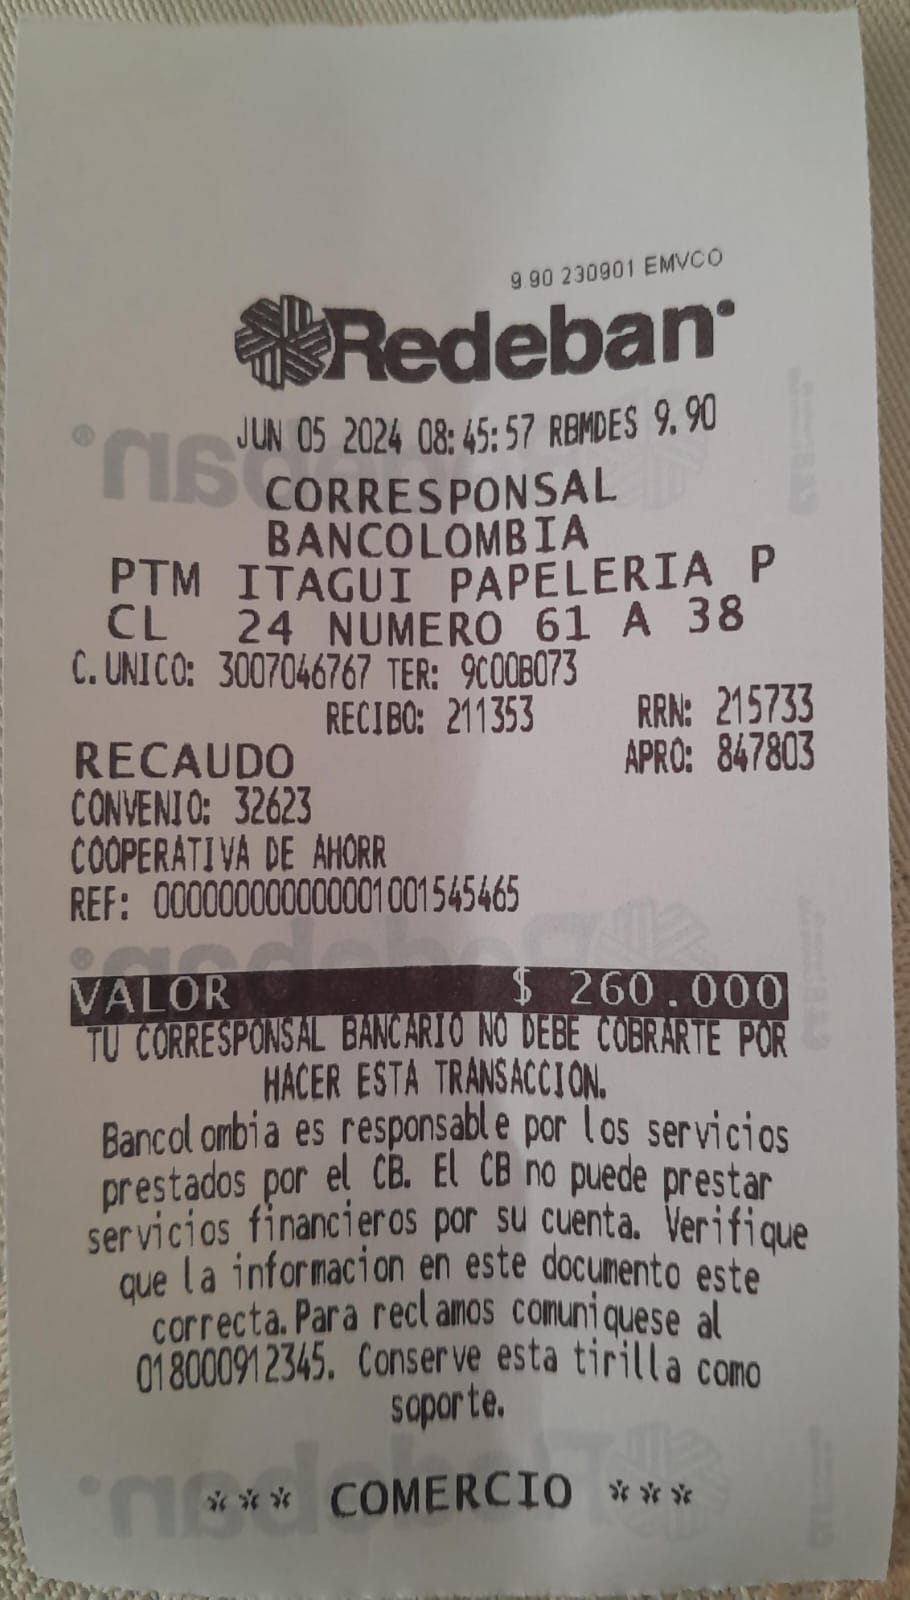 9.90 230901 EMVCO
Redeban
JUN 05 2024 08:45:57 RBMDES 9.90
CORRESPONSAL
BANCOLOMBIA
PTM ITAGUI PAPELERIA P
CL 24 NUMERO 61 A 38
C.UNICO: 3007046767 TER: 9C00B073
RECIBO: 211353 RRN: 215733
RECAUDO APRO: 847803
CONVENIO: 32623
COOPERATIVA DE AHORR
REF: 000000000000001001545465
VALOR $ 260.000
TU CORRESPONSAL BANCARIO NO DEBE COBRARTE POR
HACER ESTA TRANSACCION.
Bancolombia es responsable por los servicios
prestados por el CB. El CB no puede prestar
servicios financieros por su cuenta. Verifique
que la informacion en este documento este
correcta.Para reclamos comuniquese al
018000912345. Conserve esta tirilla como
soporte.
*** COMERCIO ***